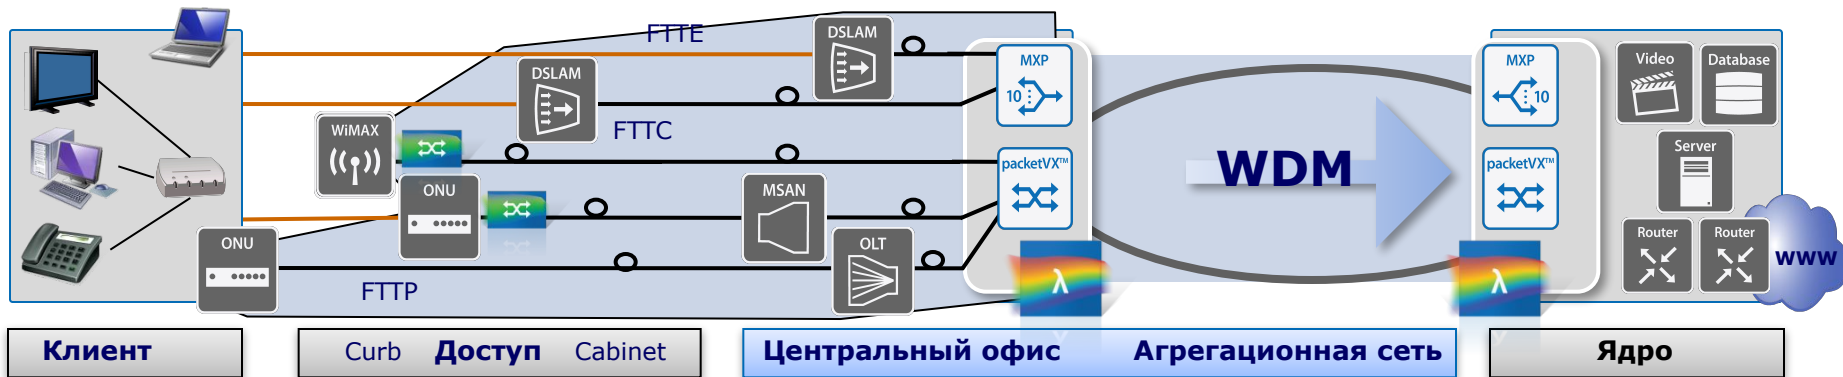 FTTE
DSLAM
DSLAM
WiMAX
FTTC
ONU
MSAN
ONU
OLT
FTTP
MXP
10
packetVX™
λ
WDM
MXP
10
packetVX™
λ
Video
Database
Server
Router
Router
www
Клиент
Curb Доступ Cabinet
Центральный офис Агрегационная сеть
Ядро